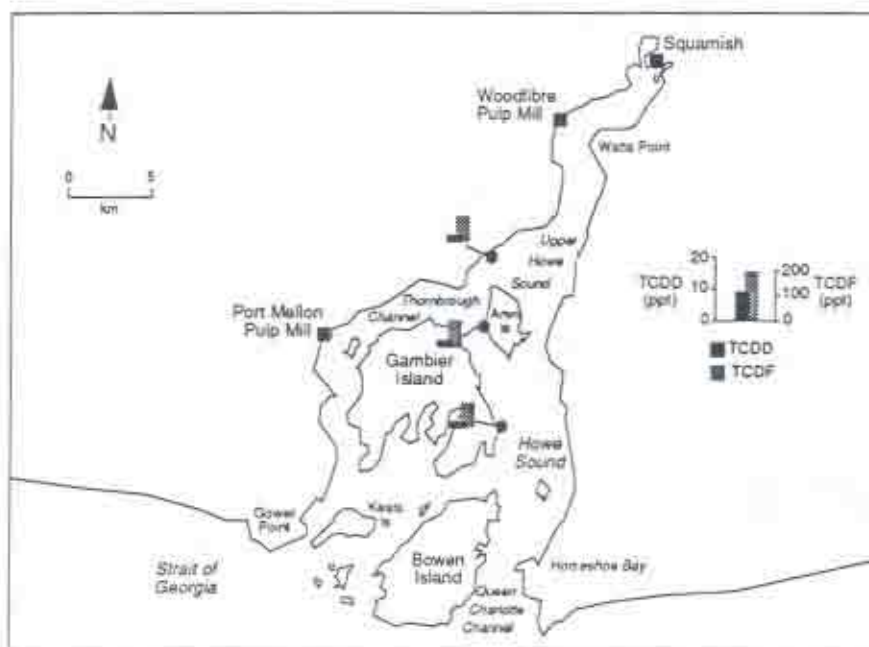 Squamish
Woodfibre
Pulp Mill
N
Watts Point
0 5
km
Upper
Howe
Sound
20
10
0
TCDD
(ppt)
200
100
0
TCDF
(ppt)
Thornbrough
Channel
Port Mellon
Pulp Mill
TCDD
TCDF
Gambier
Island
Howe
Sound
Gower
Point
Keats
Is
Strait of
Georgia
Bowen
Island
Horseshoe Bay
Queen
Charlotte
Channel